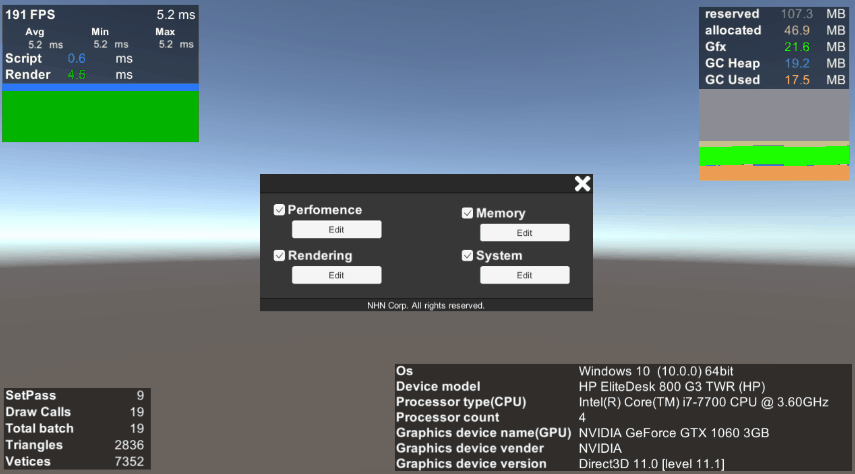 191 FPS 5.2 ms
Avg Min Max
5.2 ms 5.2 ms 5.2 ms
Script 0.6 ms
Render 4.5 ms
reserved 107.3 MB
allocated 46.9 MB
Gfx 21.6 MB
GC Heap 19.2 MB
GC Used 17.5 MB
Perfomence
Edit
Memory
Edit
Rendering
Edit
System
Edit
NHN Corp. All rights reserved.
SetPass 9
Draw Calls 19
Total batch 19
Triangles 2836
Vetices 7352
Os Windows 10 (10.0.0) 64bit
Device model HP EliteDesk 800 G3 TWR (HP)
Processor type(CPU) Intel(R) Core(TM) i7-7700 CPU @ 3.60GHz
Processor count 4
Graphics device name(GPU) NVIDIA GeForce GTX 1060 3GB
Graphics device vender NVIDIA
Graphics device version Direct3D 11.0 [level 11.1]